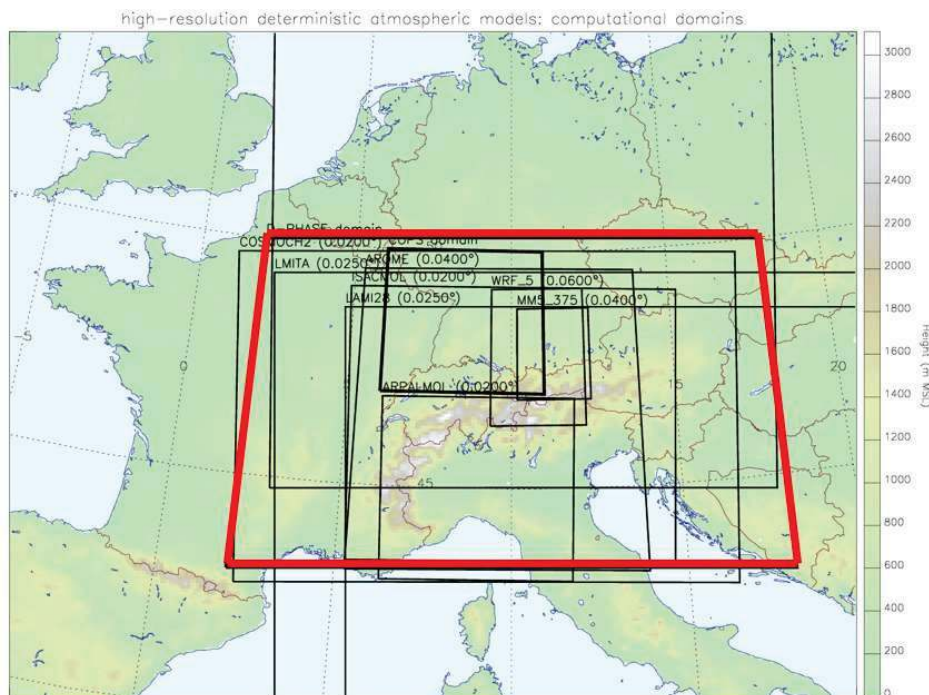 high-resolution deterministic atmospheric models: computational domains
3000
2800
2600
2400
2200
2000
1800
1600
1400
1200
1000
800
600
400
200
0
Height (m MSL)
D-PHASE domain
COPS domain
COSMOCH2 (0.0200°)
AROME (0.0400°)
LMITA (0.0250°)
ISACMOL (0.0200°)
WRF_5 (0.0600°)
LAMI28 (0.0250°)
MM5_375 (0.0400°)
ARPALMOL (0.0200°)
-5
0
15
20
45